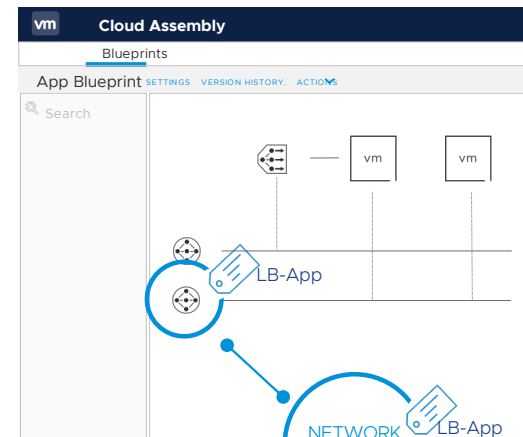 vm Cloud Assembly
Blueprints
App Blueprint SETTINGS VERSION HISTORY. ACTIONS
Search
vm vm
LB-App
NETWORK LB-App